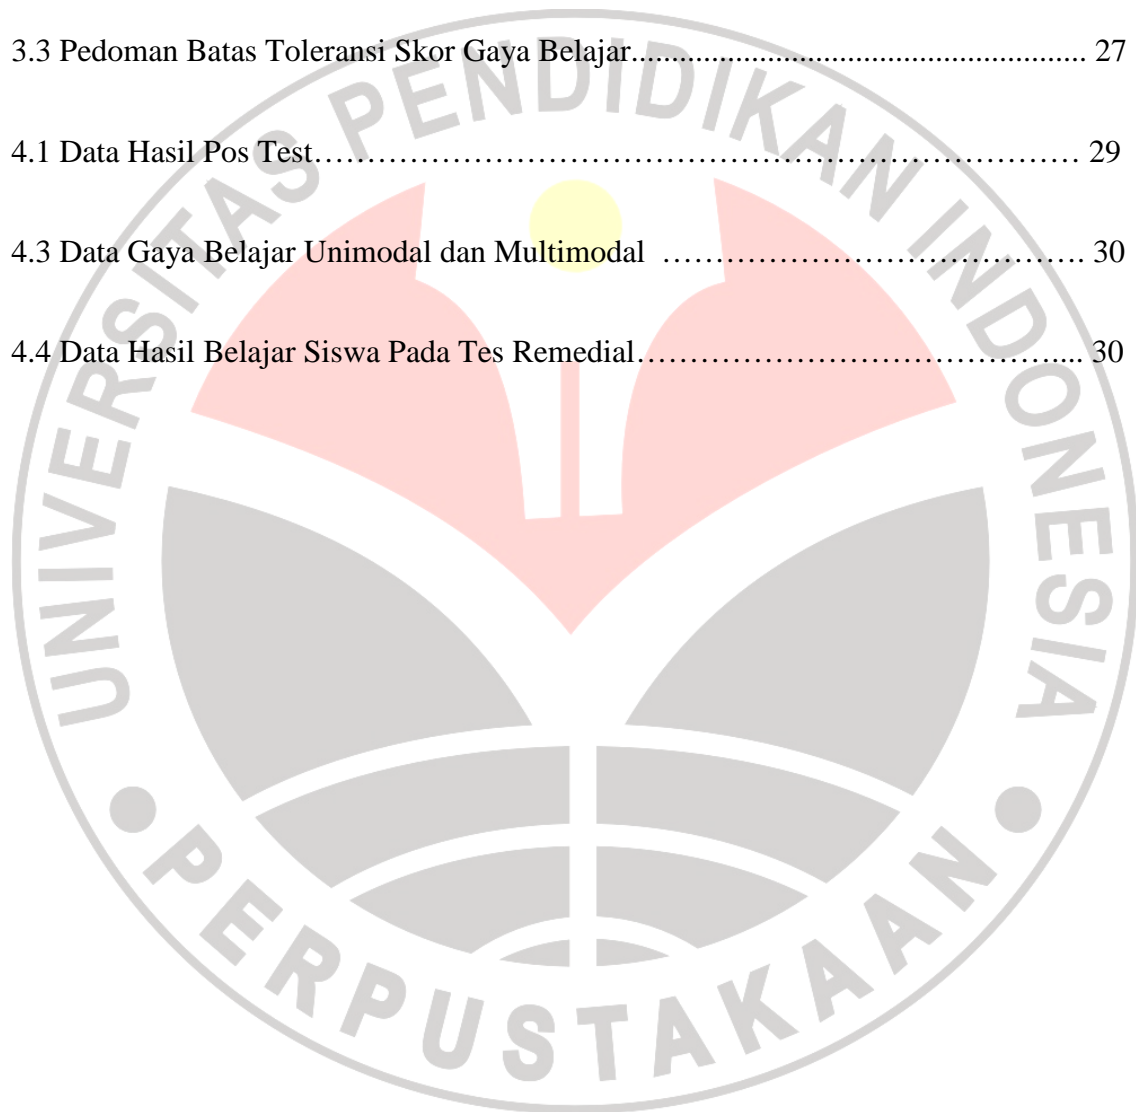 3.3 Pedoman Batas Toleransi Skor Gaya Belajar...................................................... 27
4.1 Data Hasil Pos Test……………………………………………………………… 29
4.3 Data Gaya Belajar Unimodal dan Multimodal …………………………………. 30
4.4 Data Hasil Belajar Siswa Pada Tes Remedial………………………………….... 30
UNIVERSITAS PENDIDIKAN INDONESIA
PERPUSTAKAAN